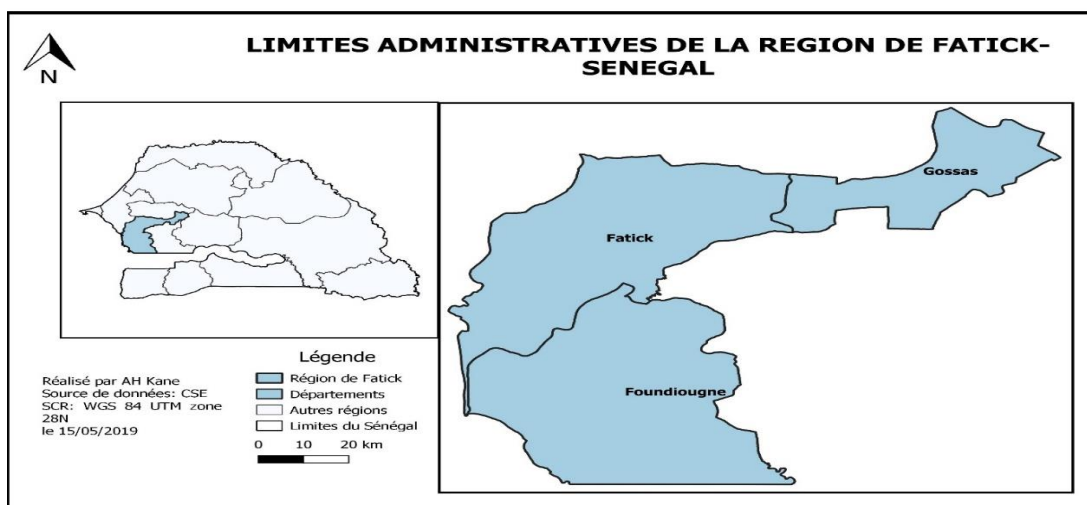 LIMITES ADMINISTRATIVES DE LA REGION DE FATICK-
SENEGAL
N
Gossas
Fatick
Foundiougne
Légende
Région de Fatick
Départements
Autres régions
Limites du Sénégal
0 10 20 km
Réalisé par AH Kane
Source de données: CSE
SCR: WGS 84 UTM zone
28N
le 15/05/2019